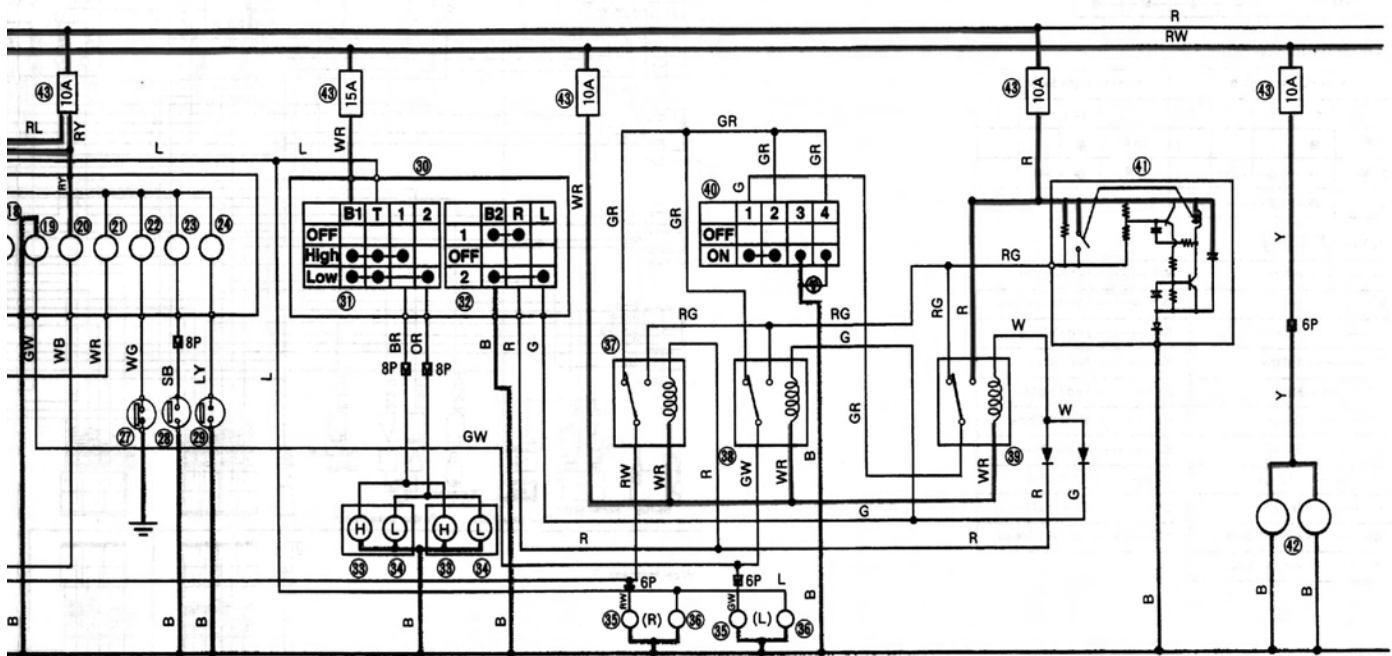 R
RW
㊸ 10A
㊸ 15A
㊸ 10A
㊸ 10A
㊸ 10A
RL RY WR WR R Y
L L
GR
GR GR
G
GR GR
㉚ ㊵ ㊶
RY
⑱ ⑲ ⑳ ㉑ ㉒ ㉓ ㉔
B1 T 1 2
OFF
High
Low
㉛
B2 R L
1
OFF
2
㉜
1 2 3 4
OFF
ON
RG
RG RG
RG R W
G
GW WB WR WG 8P SB LY
L
BR OR
8P 8P
B R G
㊲ ㊳ ㊴
GR
W
6P
Y
㉗ ㉘ ㉙
GW
RW WR R GW WR B WR
R G
G
H L H L
㉝ ㉞ ㉝ ㉞
R R
㊷
6P 6P L
RW GW
㉟ (R) ㊱ ㉟ (L) ㊱
B B B B B B B B B